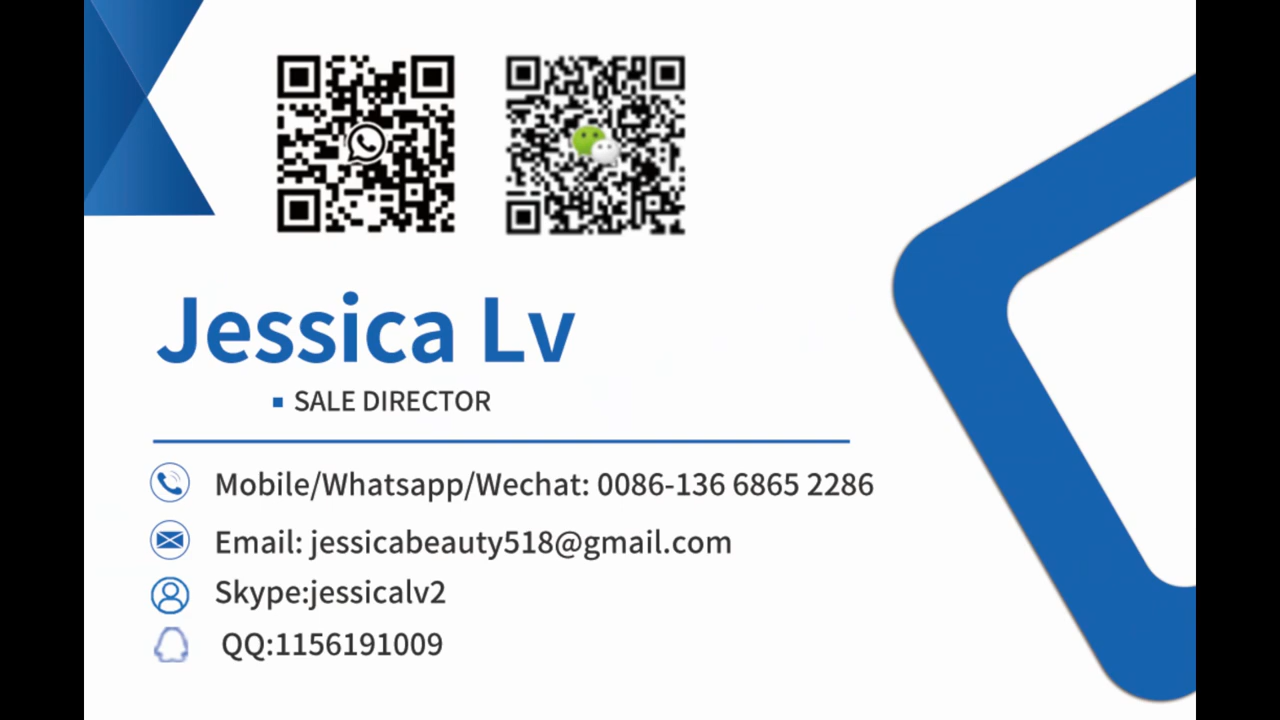 Jessica Lv
SALE DIRECTOR
Mobile/Whatsapp/Wechat: 0086-136 6865 2286
Email: jessicabeauty518@gmail.com
Skype:jessicalv2
QQ:1156191009